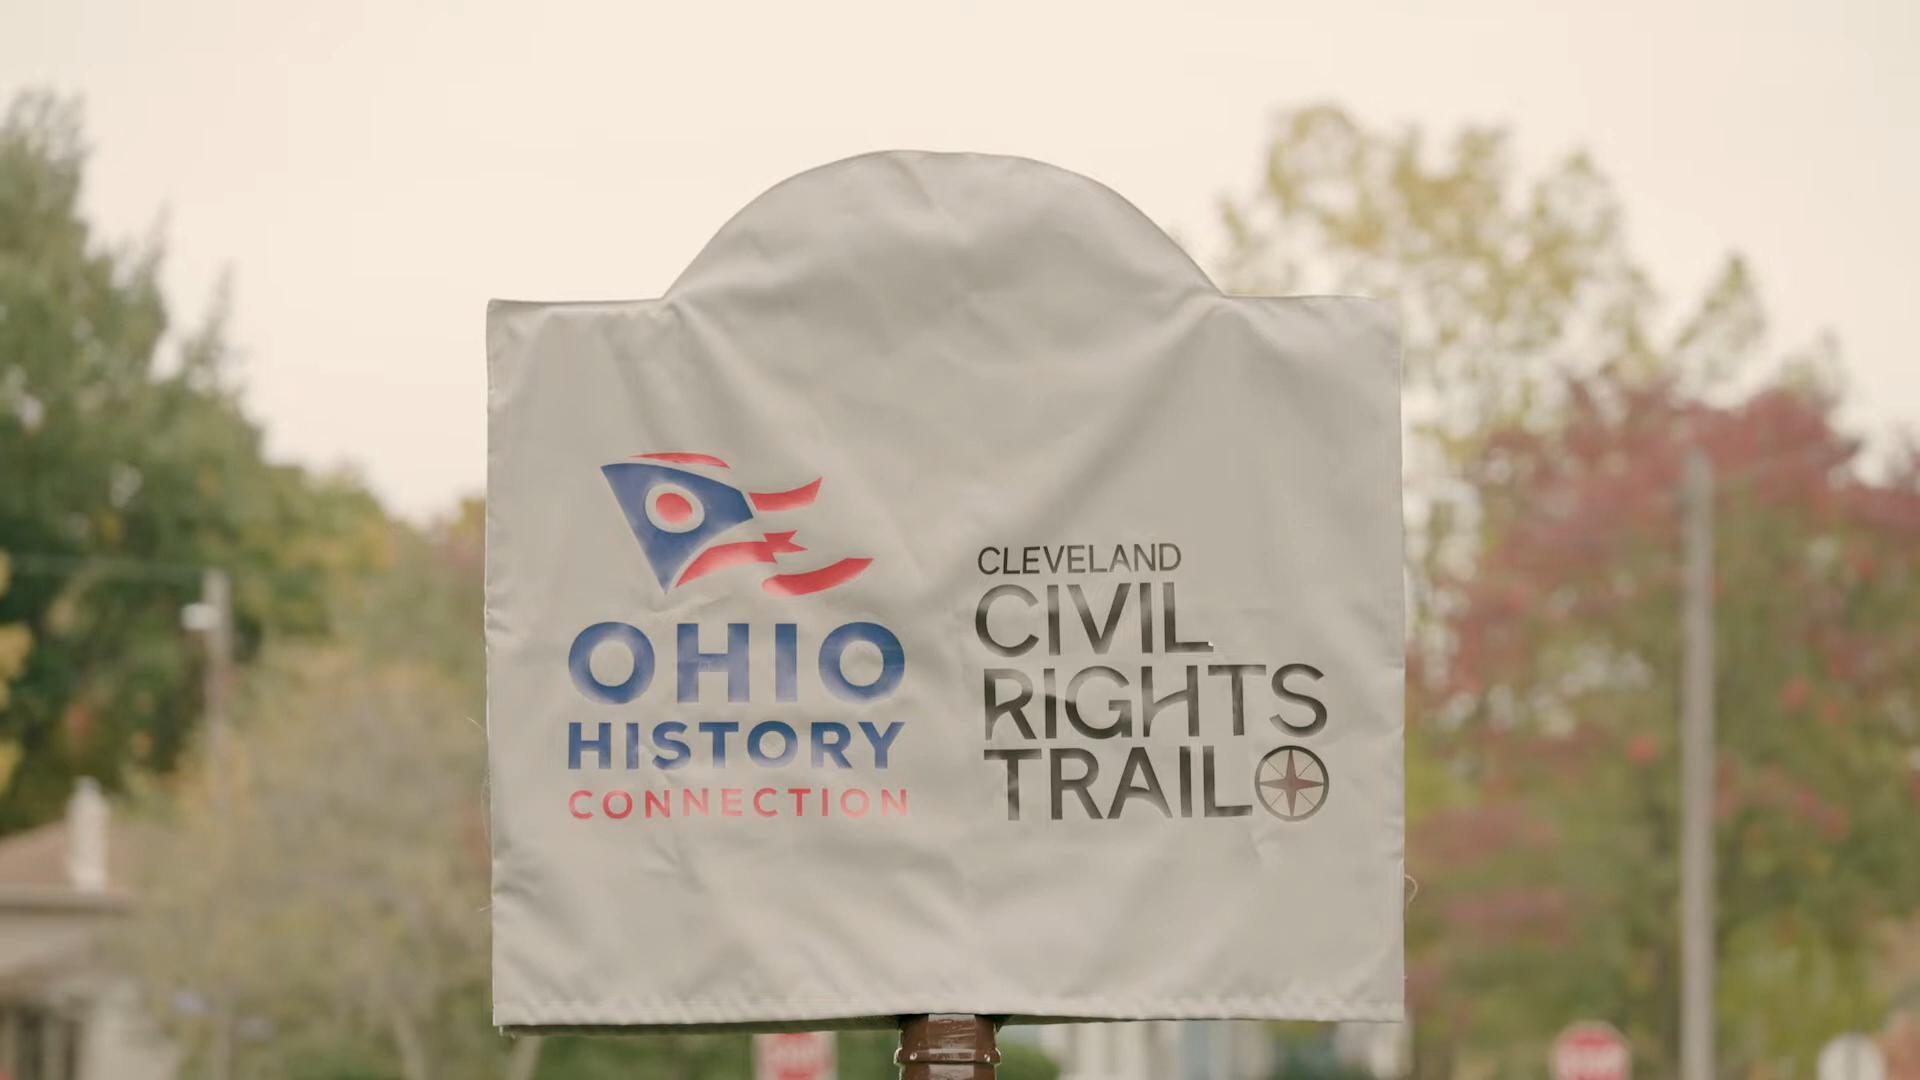 OHIO
HISTORY
CONNECTION
CLEVELAND
CIVIL
RIGHTS
TRAIL